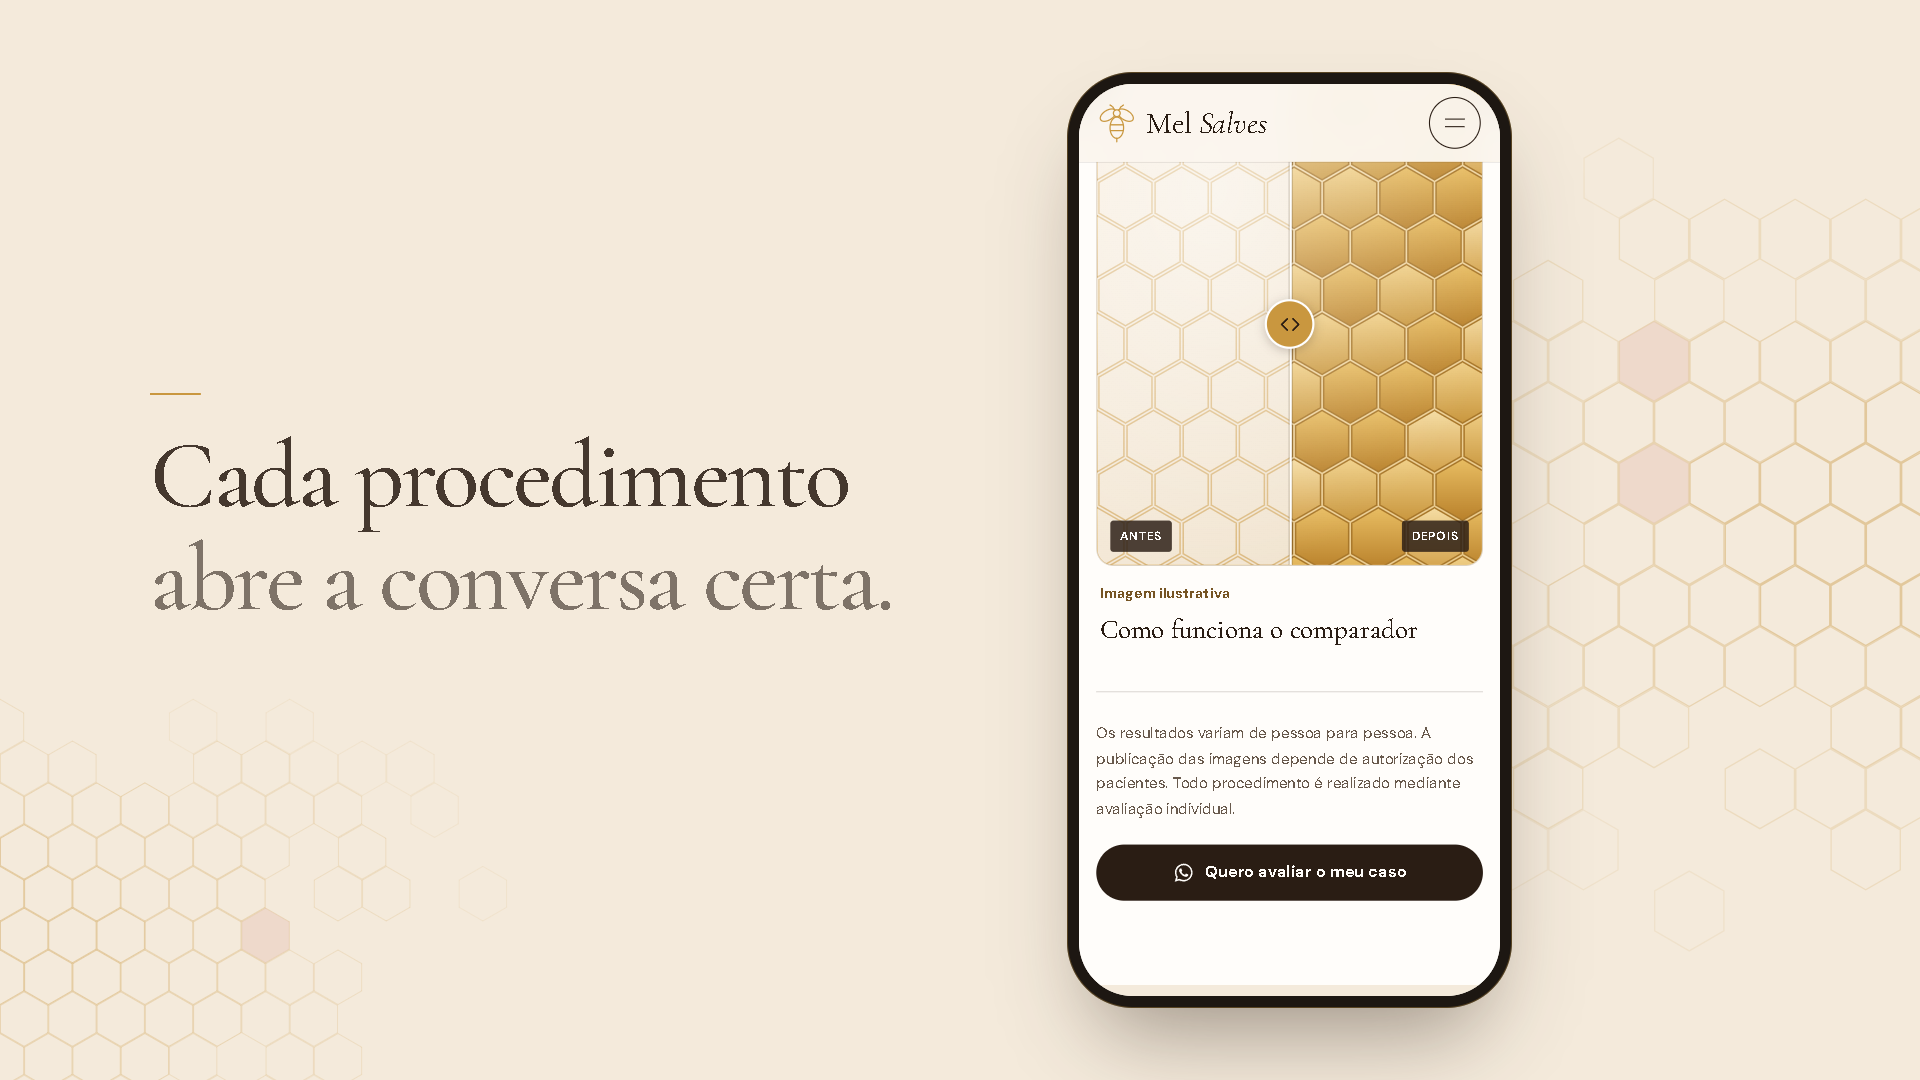 Cada procedimento
abre a conversa certa.
Mel Salves
ANTES
DEPOIS
Imagem ilustrativa
Como funciona o comparador
Os resultados variam de pessoa para pessoa. A
publicação das imagens depende de autorização dos
pacientes. Todo procedimento é realizado mediante
avaliação individual.
Quero avaliar o meu caso